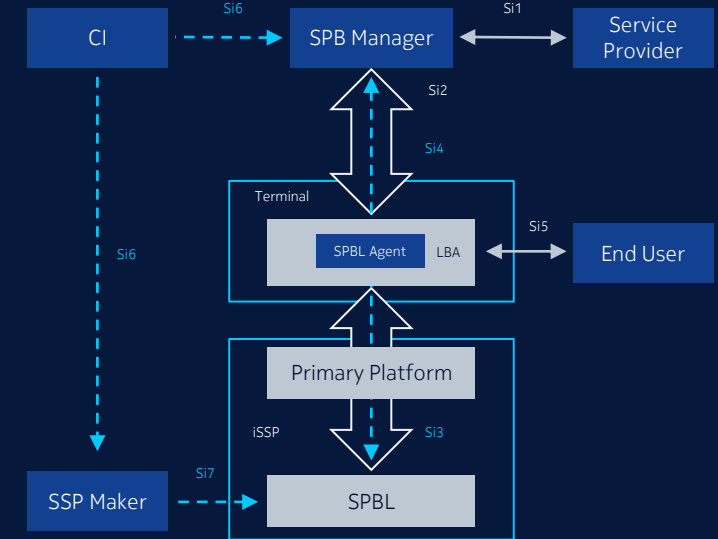 Si6
Si1
CI
SPB Manager
Service
Provider
Si2
Si4
Terminal
SPBL Agent
LBA
Si5
End User
Si6
Primary Platform
iSSP
Si3
Si7
SSP Maker
SPBL